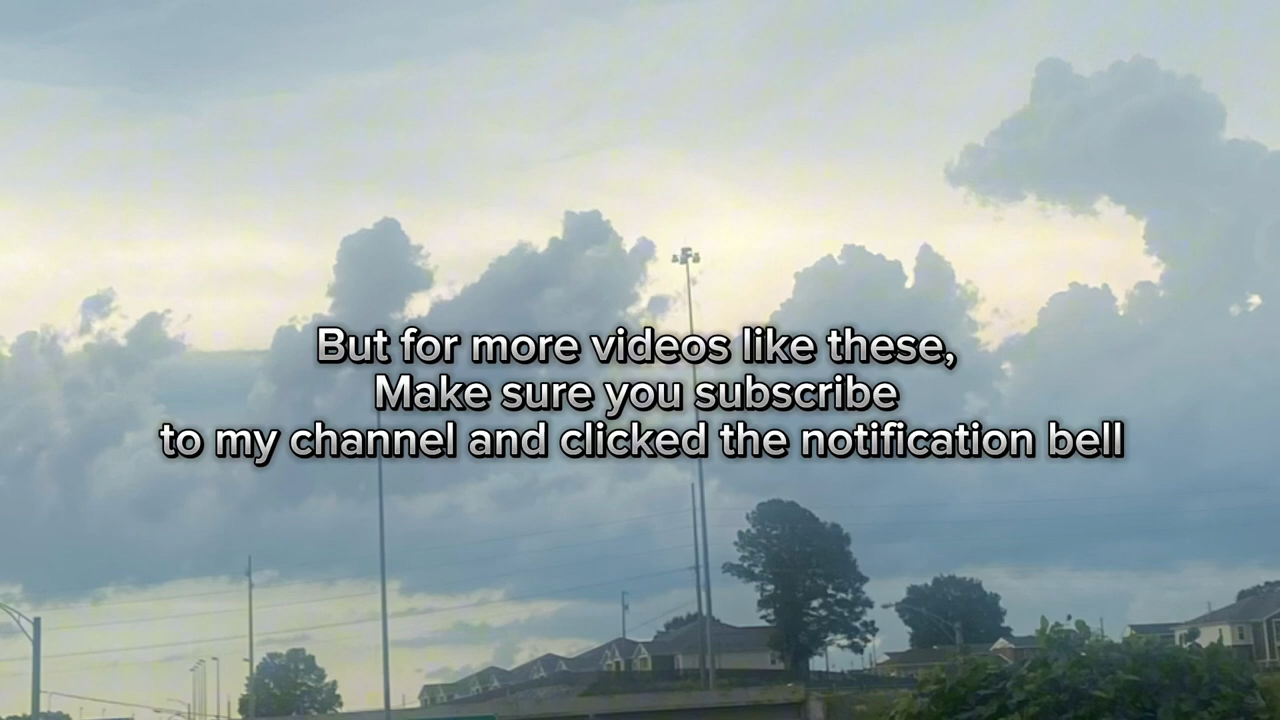 But for more videos like these,
Make sure you subscribe
to my channel and clicked the notification bell